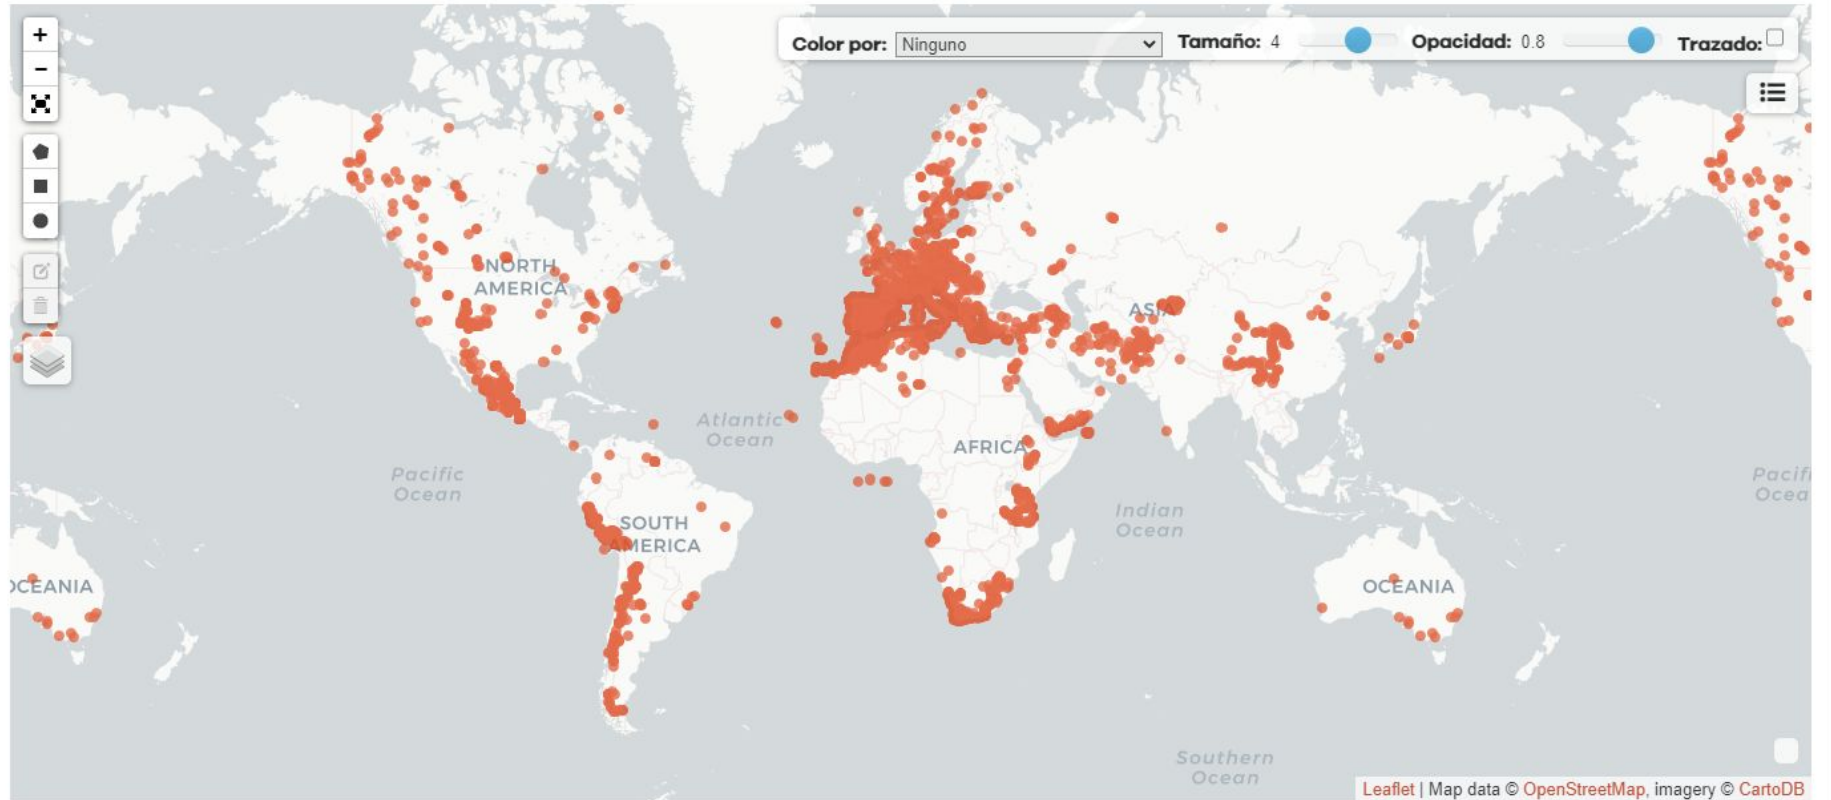 +
Color por: Ninguno Tamaño: 4 Opacidad: 0.8 Trazado:
−
NORTH
AMERICA
ASIA
Atlantic
Ocean
AFRICA
Pacific
Ocean
Pacifi
Ocea
Indian
Ocean
SOUTH
AMERICA
OCEANIA
OCEANIA
Southern
Ocean
Leaflet | Map data © OpenStreetMap, imagery © CartoDB